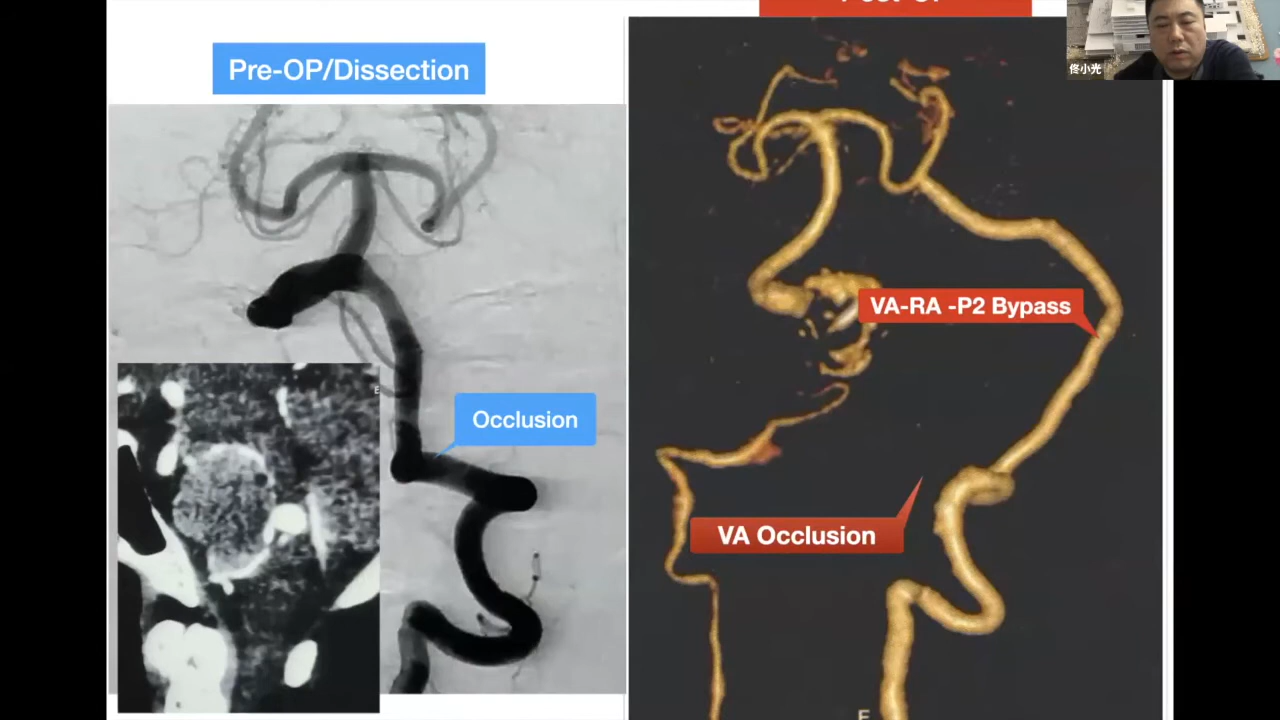 Pre-OP/Dissection
佟小光
VA-RA -P2 Bypass
E
Occlusion
VA Occlusion